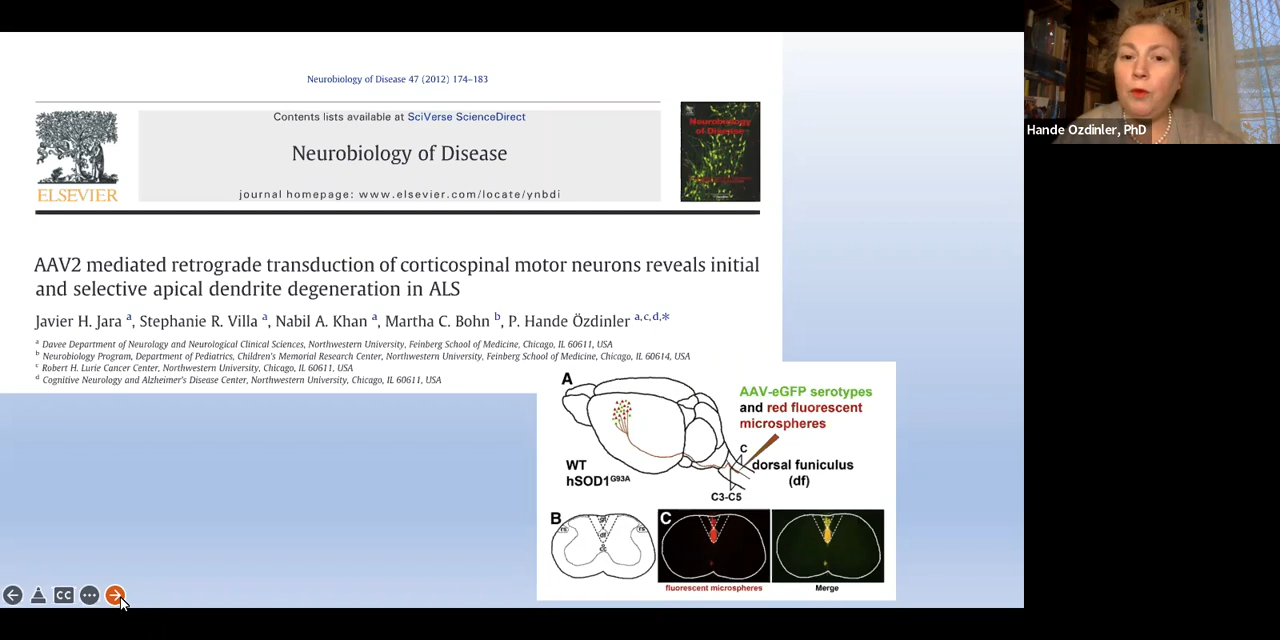 Neurobiology of Disease 47 (2012) 174–183
Contents lists available at SciVerse ScienceDirect
Neurobiology of Disease
journal homepage: www.elsevier.com/locate/ynbdi
ELSEVIER
Neurobiology
of Disease
AAV2 mediated retrograde transduction of corticospinal motor neurons reveals initial
and selective apical dendrite degeneration in ALS
Javier H. Jara a, Stephanie R. Villa a, Nabil A. Khan a, Martha C. Bohn b, P. Hande Özdinler a,c,d,*
a Davee Department of Neurology and Neurological Clinical Sciences, Northwestern University, Feinberg School of Medicine, Chicago, IL 60611, USA
b Neurobiology Program, Department of Pediatrics, Children's Memorial Research Center, Northwestern University, Feinberg School of Medicine, Chicago, IL 60614, USA
c Robert H. Lurie Cancer Center, Northwestern University, Chicago, IL 60611, USA
d Cognitive Neurology and Alzheimer's Disease Center, Northwestern University, Chicago, IL 60611, USA
A
AAV-eGFP serotypes
and red fluorescent
microspheres
C
dorsal funiculus
(df)
WT
hSOD1G93A
C3-C5
B
C
fluorescent microspheres
Merge
CC
Hande Ozdinler, PhD